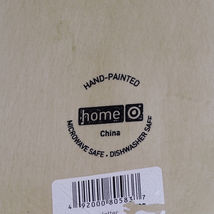 HAND-PAINTED
home
China
MICROWAVE SAFE · DISHWASHER SAFE
4 92000 80583 7